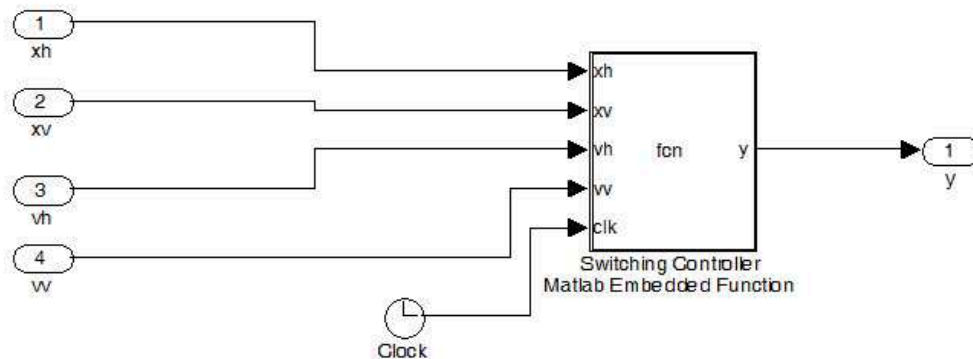 1
xh
2
xv
3
vh
4
vv
xh
xv
vh
vv
clk
fcn
y
Switching Controller
Matlab Embedded Function
Clock
1
y